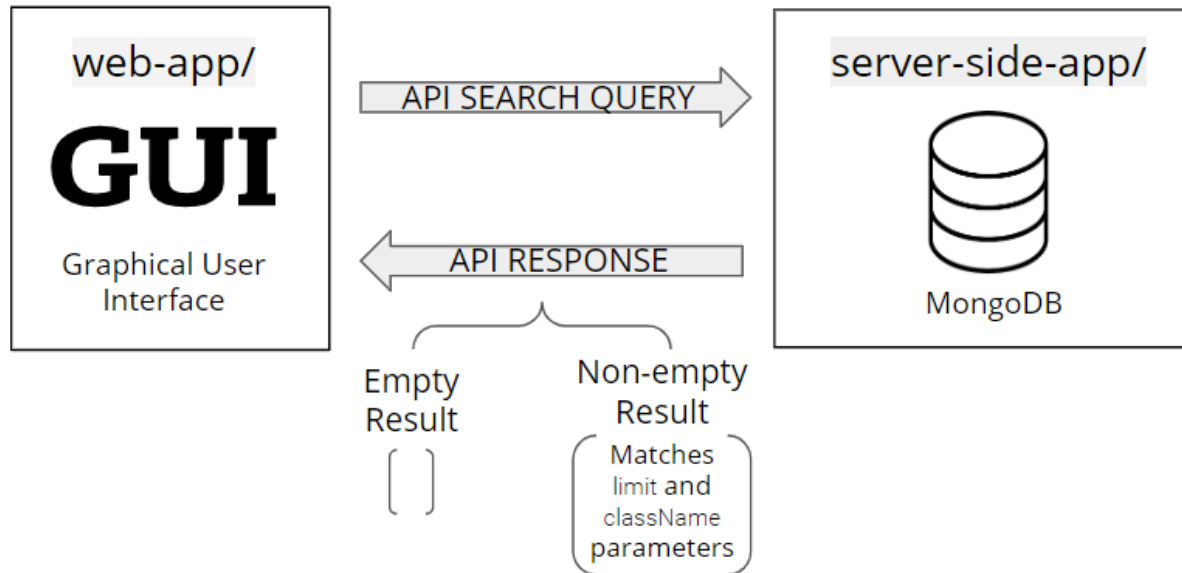 web-app/
GUI
Graphical User
Interface
API SEARCH QUERY
API RESPONSE
Empty
Result
Non-empty
Result
Matches
limit and
className
parameters
server-side-app/
MongoDB